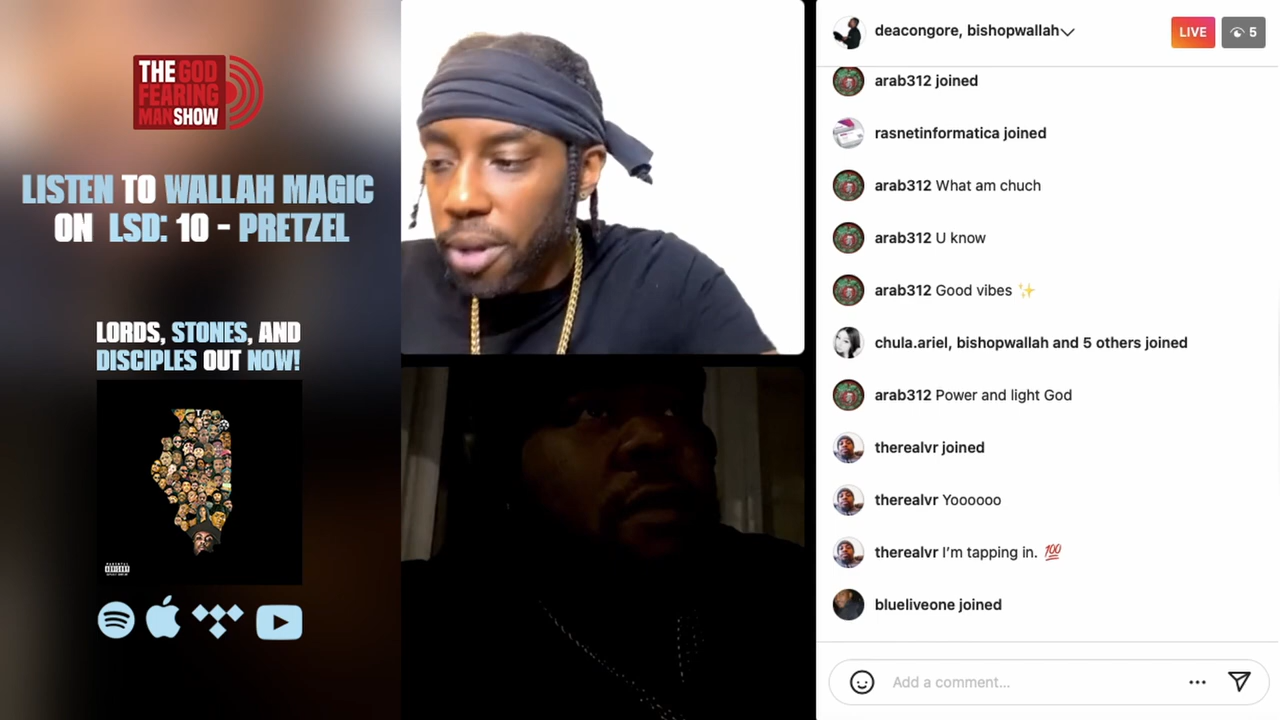 THE GOD
FEARING
MAN SHOW
LISTEN TO WALLAH MAGIC
ON LSD: 10 - PRETZEL
LORDS, STONES, AND
DISCIPLES OUT NOW!
deacongore, bishopwallah
LIVE
5
arab312 joined
rasnetinformatica joined
arab312 What am chuch
arab312 U know
arab312 Good vibes ✨
chula.ariel, bishopwallah and 5 others joined
arab312 Power and light God
therealvr joined
therealvr Yoooooo
therealvr I’m tapping in. 💯
blueliveone joined
Add a comment...